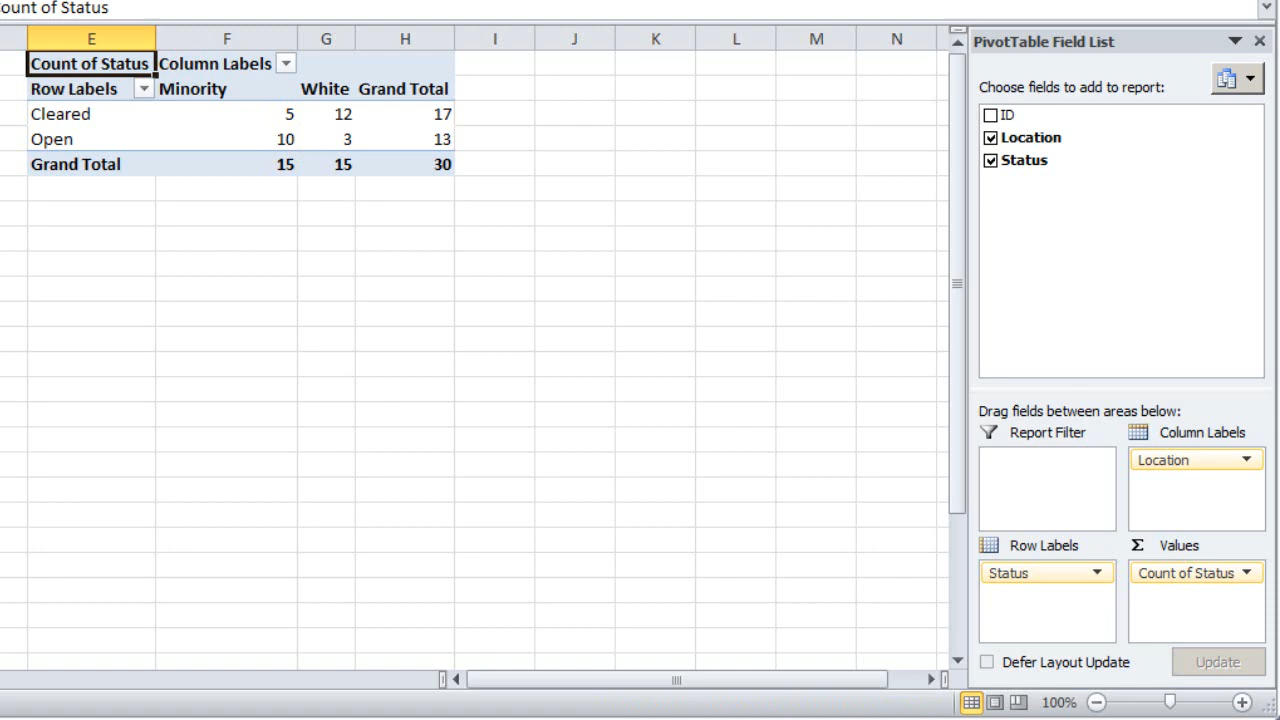 ount of Status
E F G H I J K L M N
Count of Status Column Labels
Row Labels Minority White Grand Total
Cleared 5 12 17
Open 10 3 13
Grand Total 15 15 30
PivotTable Field List
Choose fields to add to report:
ID
Location
Status
Drag fields between areas below:
Report Filter
Column Labels
Location
Row Labels
Σ Values
Status
Count of Status
Defer Layout Update
Update
100%